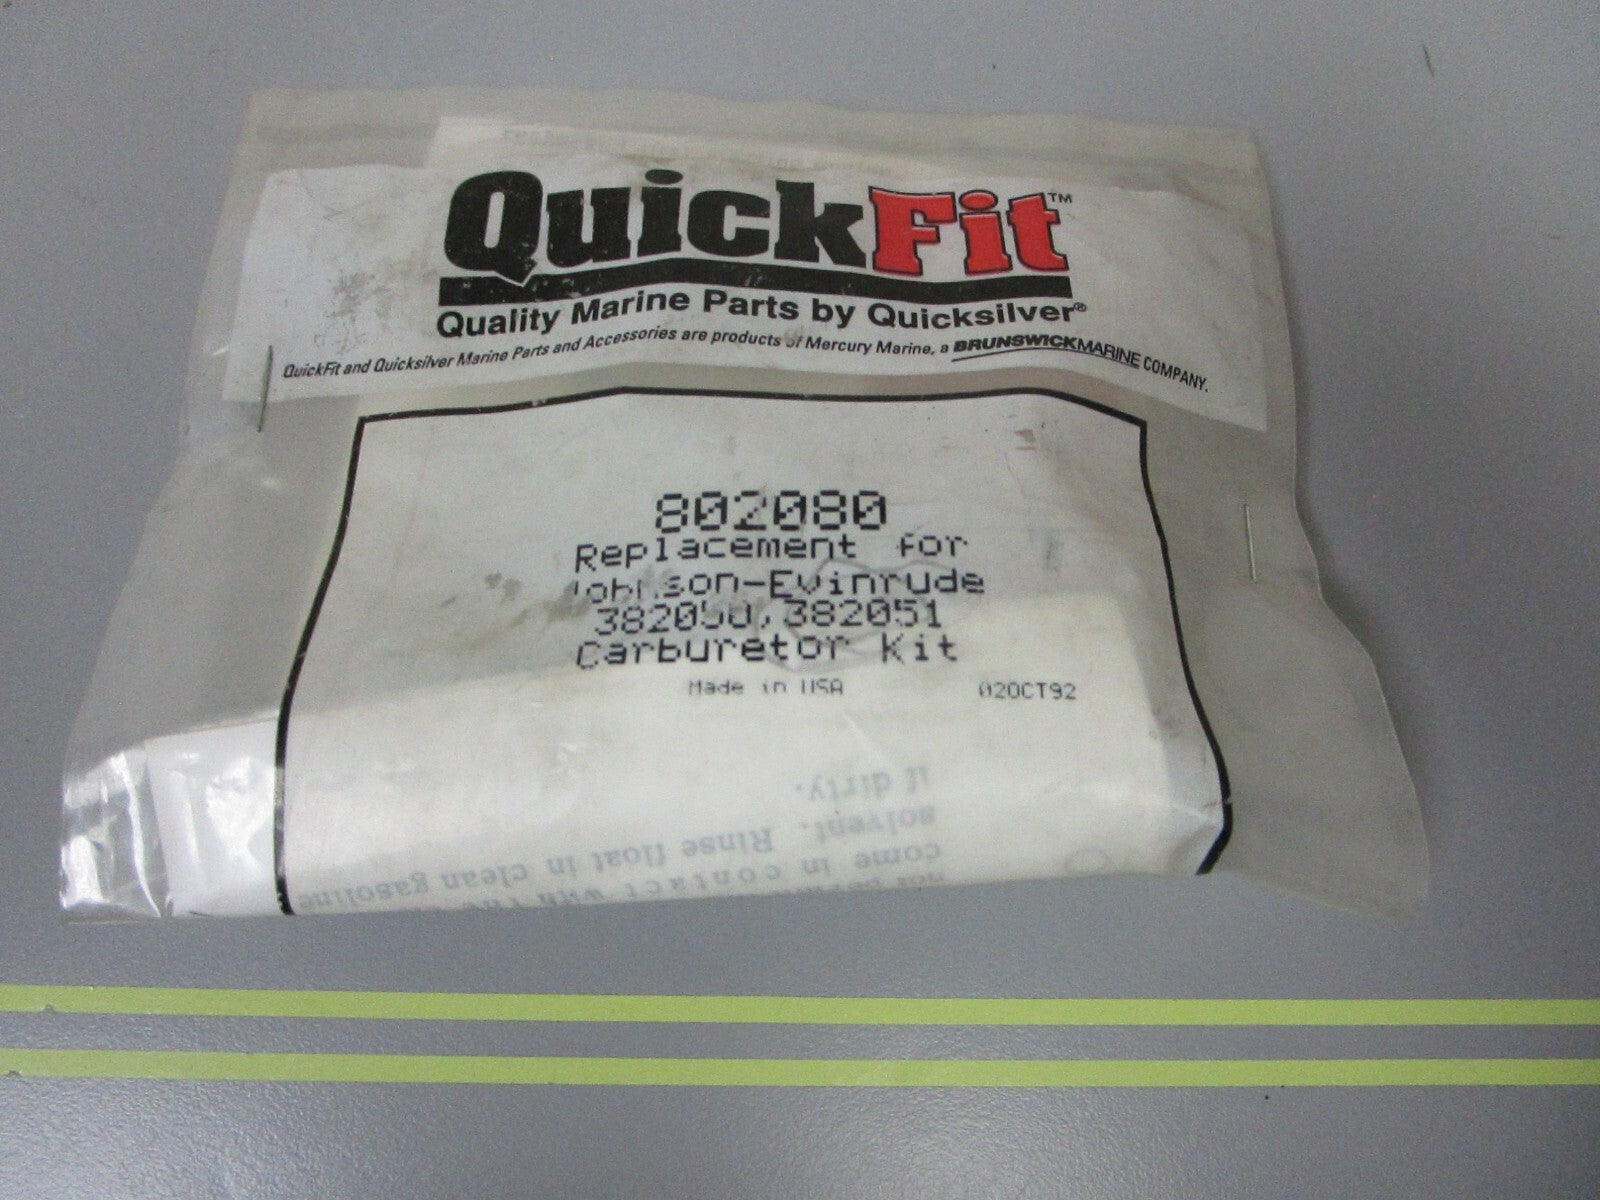 QuickFit™
Quality Marine Parts by Quicksilver®
QuickFit and Quicksilver Marine Parts and Accessories are products of Mercury Marine, a BRUNSWICK MARINE COMPANY.
802080
Replacement for
Johnson-Evinrude
382050, 382051
Carburetor Kit
Made in USA 02OCT92
come in contact with
solvent. Rinse float in clean gasoline
if dirty.